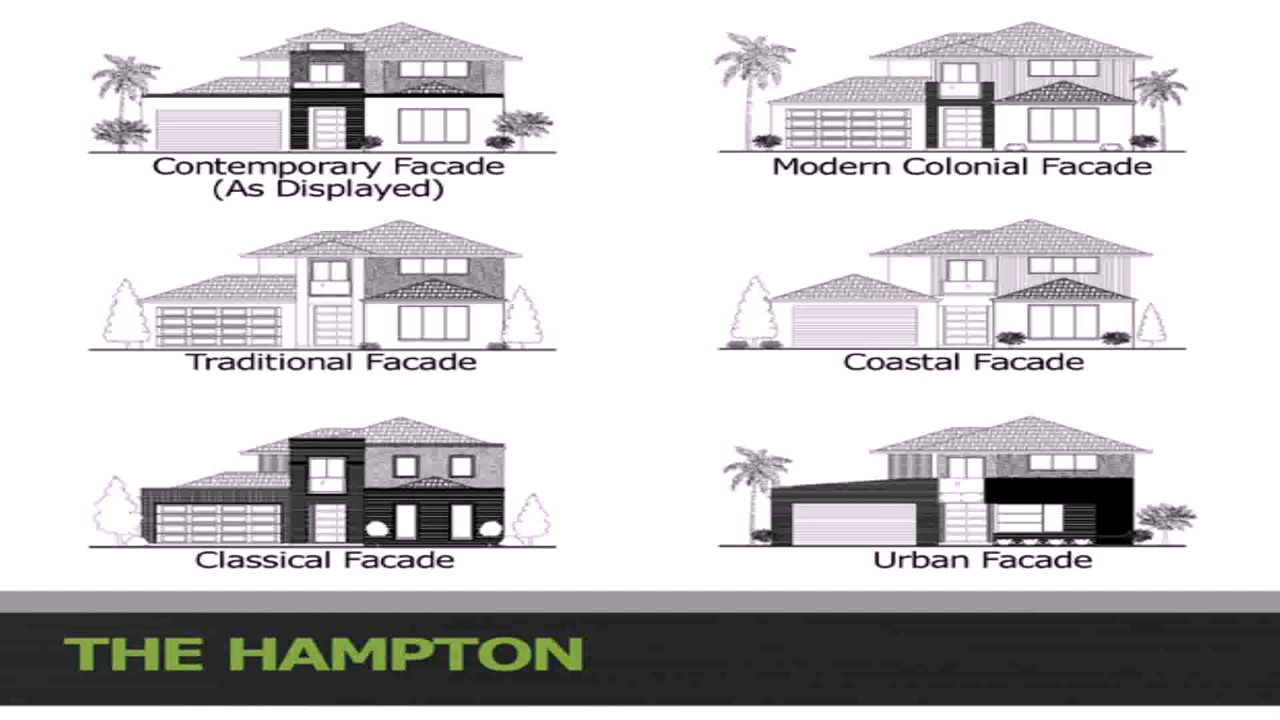 Contemporary Facade
(As Displayed)
Modern Colonial Facade
Traditional Facade
Coastal Facade
Classical Facade
Urban Facade
THE HAMPTON